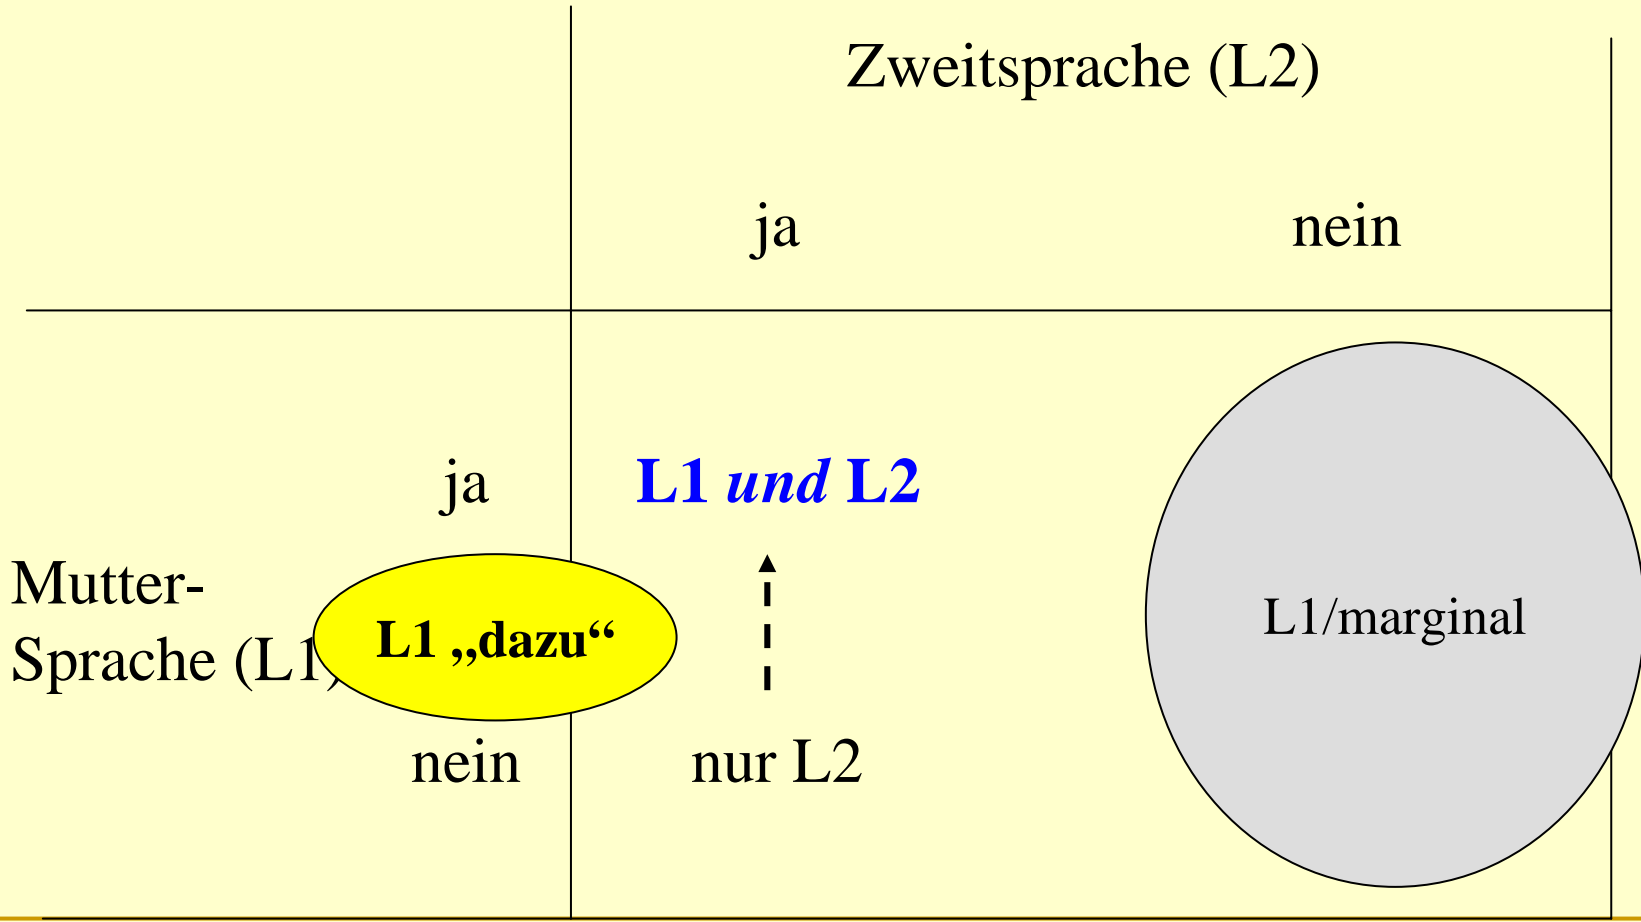 Zweitsprache (L2)
ja nein
ja L1 und L2
Mutter-
Sprache (L1)
L1 „dazu“
L1/marginal
nein nur L2